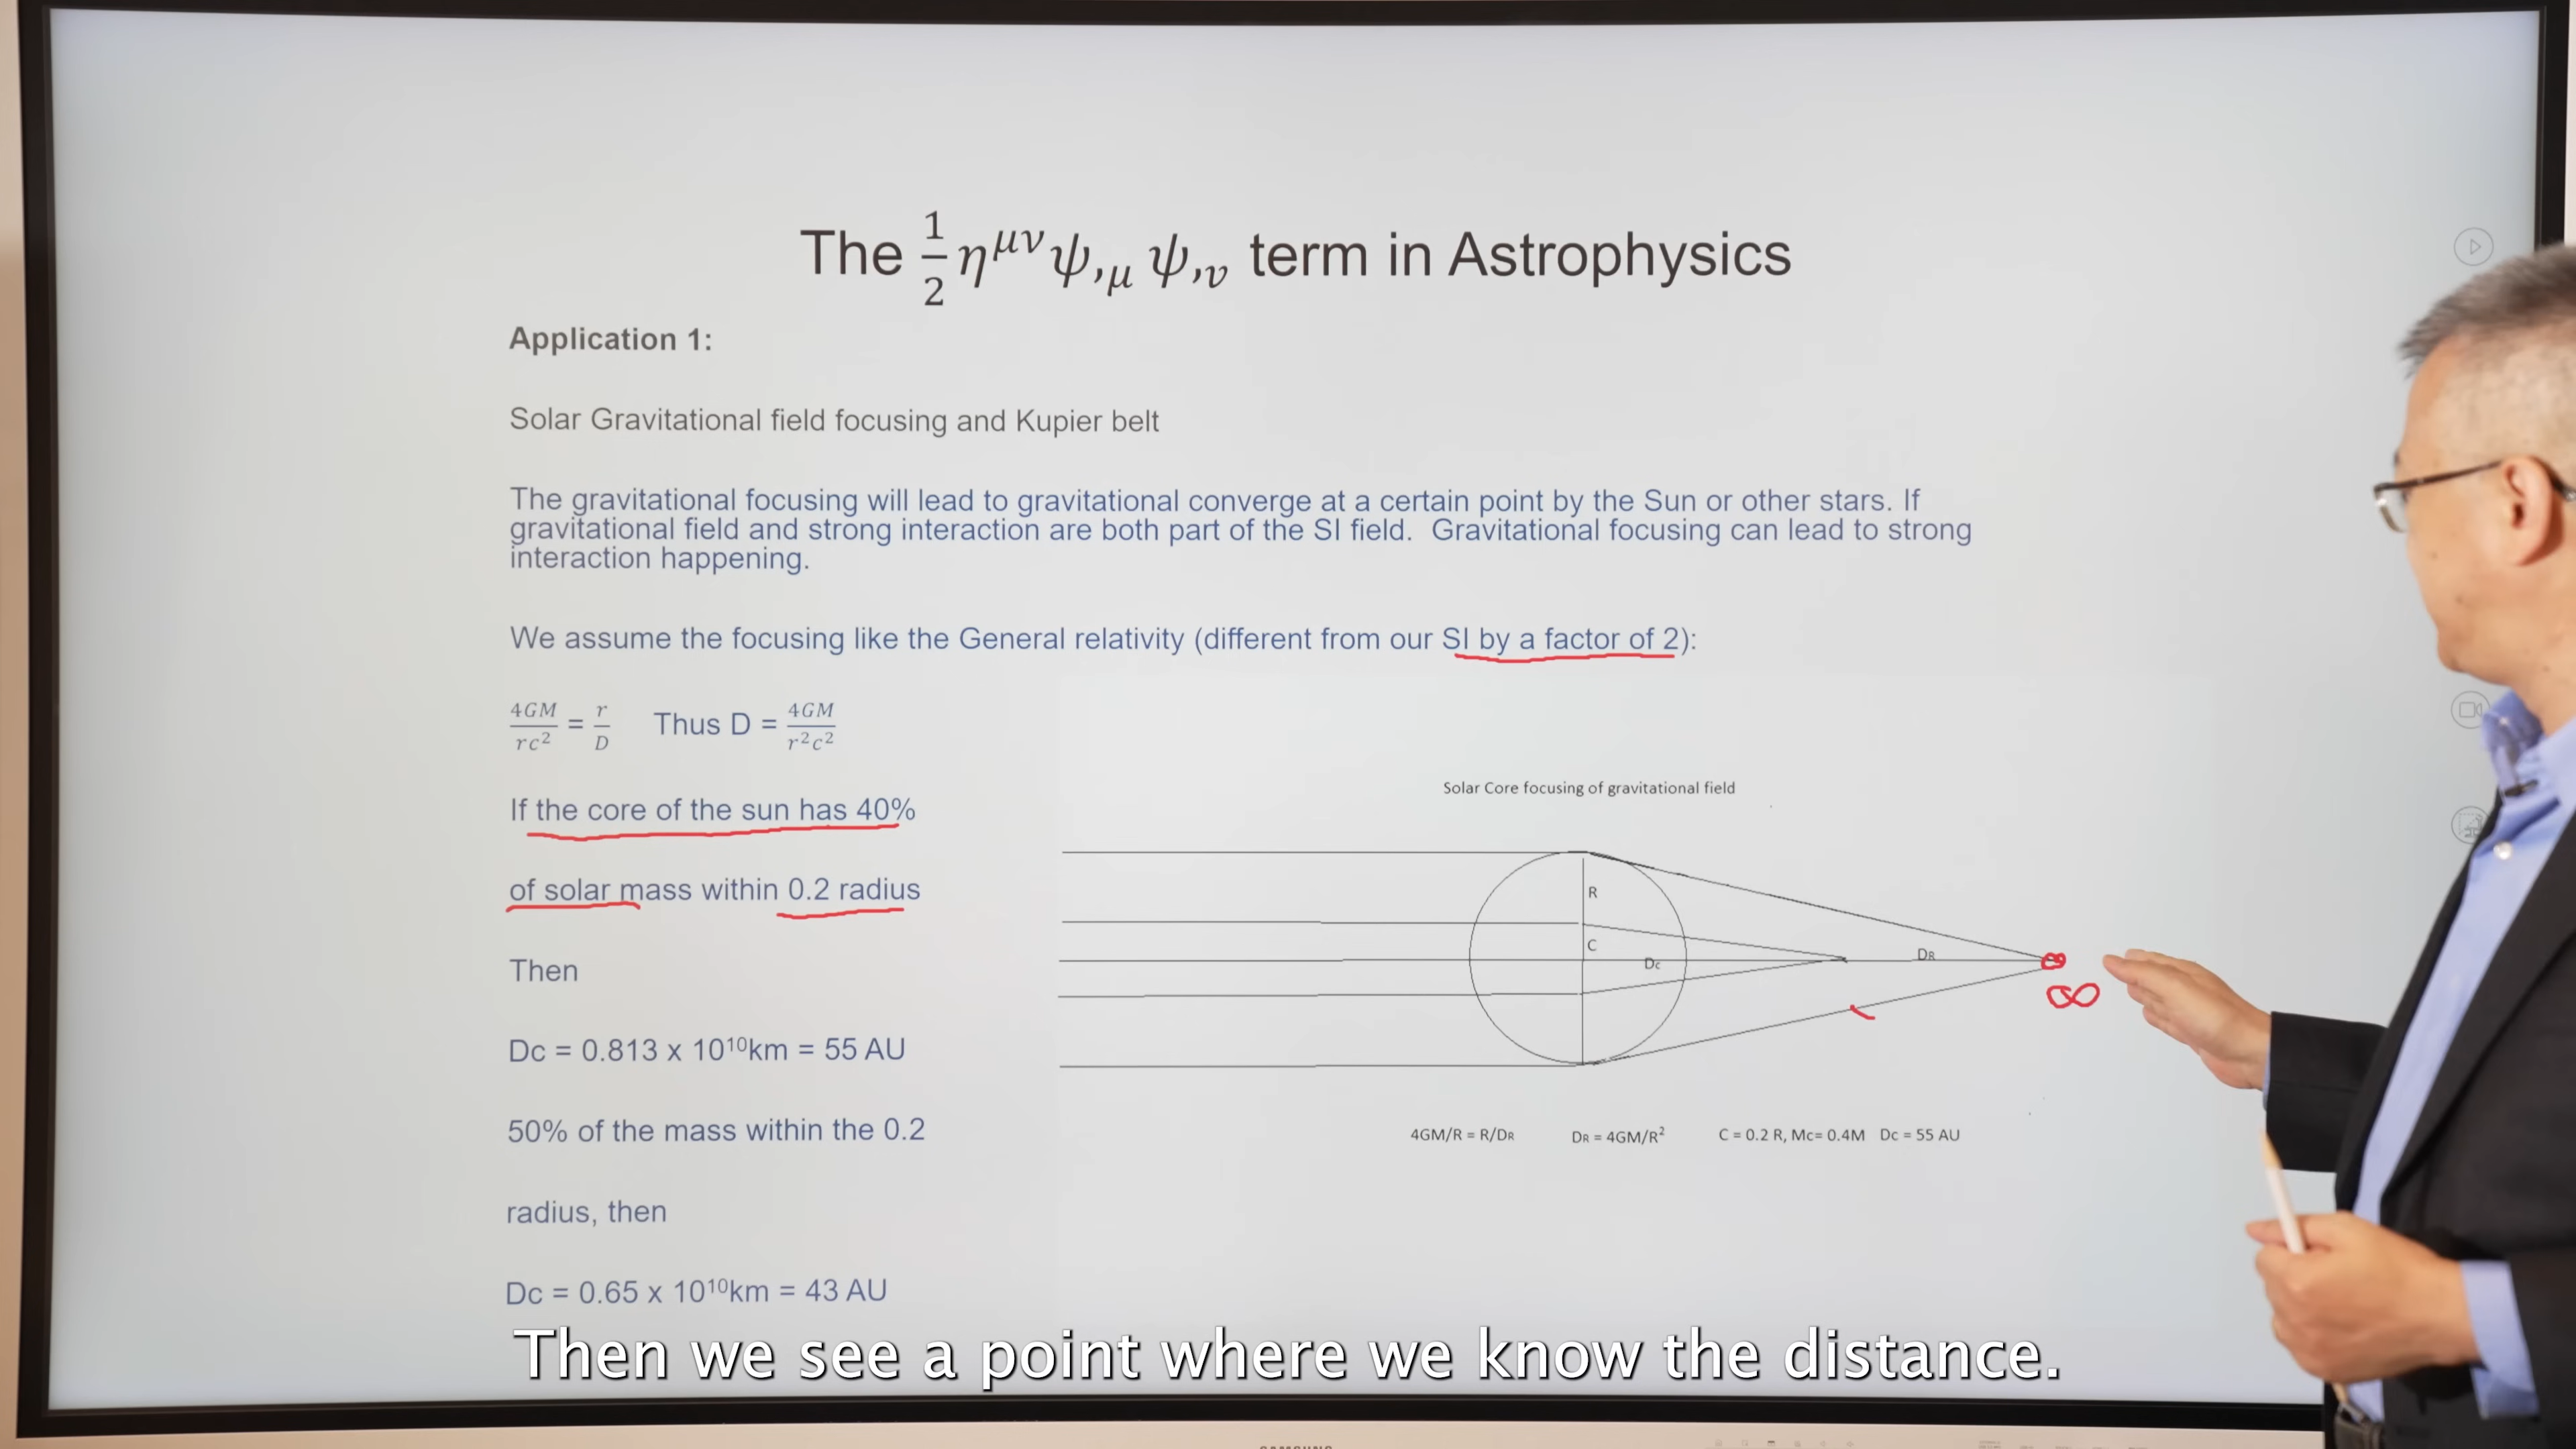 The 1/2 η^{μν} ψ,_μ ψ,_ν term in Astrophysics
Application 1:
Solar Gravitational field focusing and Kupier belt
The gravitational focusing will lead to gravitational converge at a certain point by the Sun or other stars. If
gravitational field and strong interaction are both part of the SI field. Gravitational focusing can lead to strong
interaction happening.
We assume the focusing like the General relativity (different from our SI by a factor of 2):
4GM/rc² = r/D Thus D = 4GM/r²c²
If the core of the sun has 40%
of solar mass within 0.2 radius
Then
Dc = 0.813 x 10¹⁰km = 55 AU
50% of the mass within the 0.2
radius, then
Dc = 0.65 x 10¹⁰km = 43 AU
Solar Core focusing of gravitational field
R
C
Dc
DR
∞
4GM/R = R/DR DR = 4GM/R² C = 0.2 R, Mc= 0.4M Dc = 55 AU
Then we see a point where we know the distance.
SAMSUNG